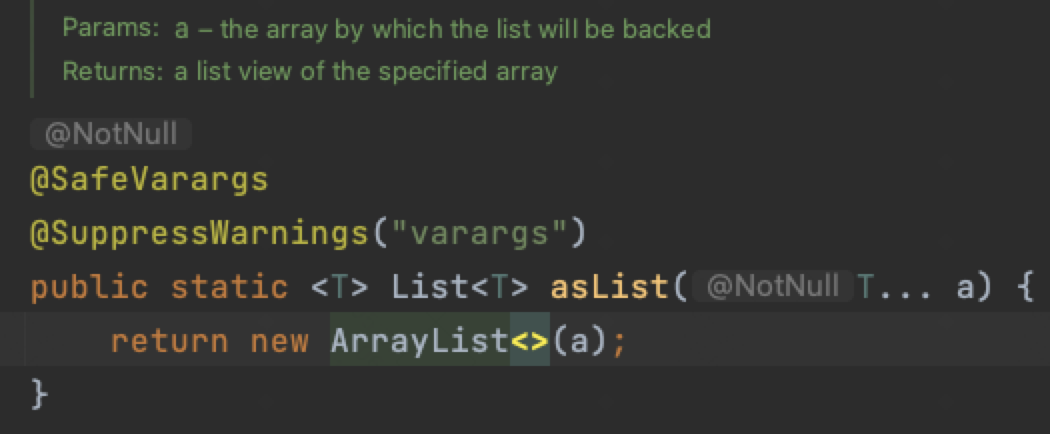 Params: a – the array by which the list will be backed
Returns: a list view of the specified array
@NotNull
@SafeVarargs
@SuppressWarnings("varargs")
public static <T> List<T> asList( @NotNull T... a) {
    return new ArrayList<>(a);
}